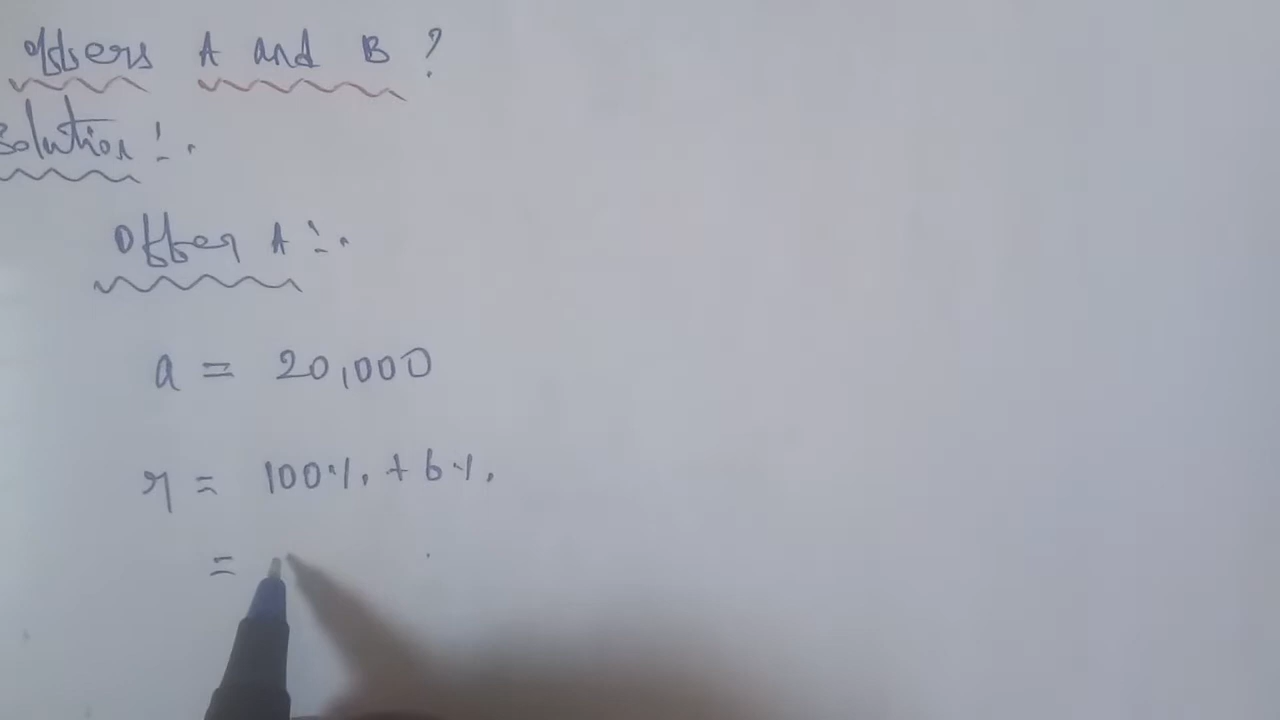 Offers A and B ?
Solution :.
Offer A :.
a = 20,000
r = 100%. + 6%.
=